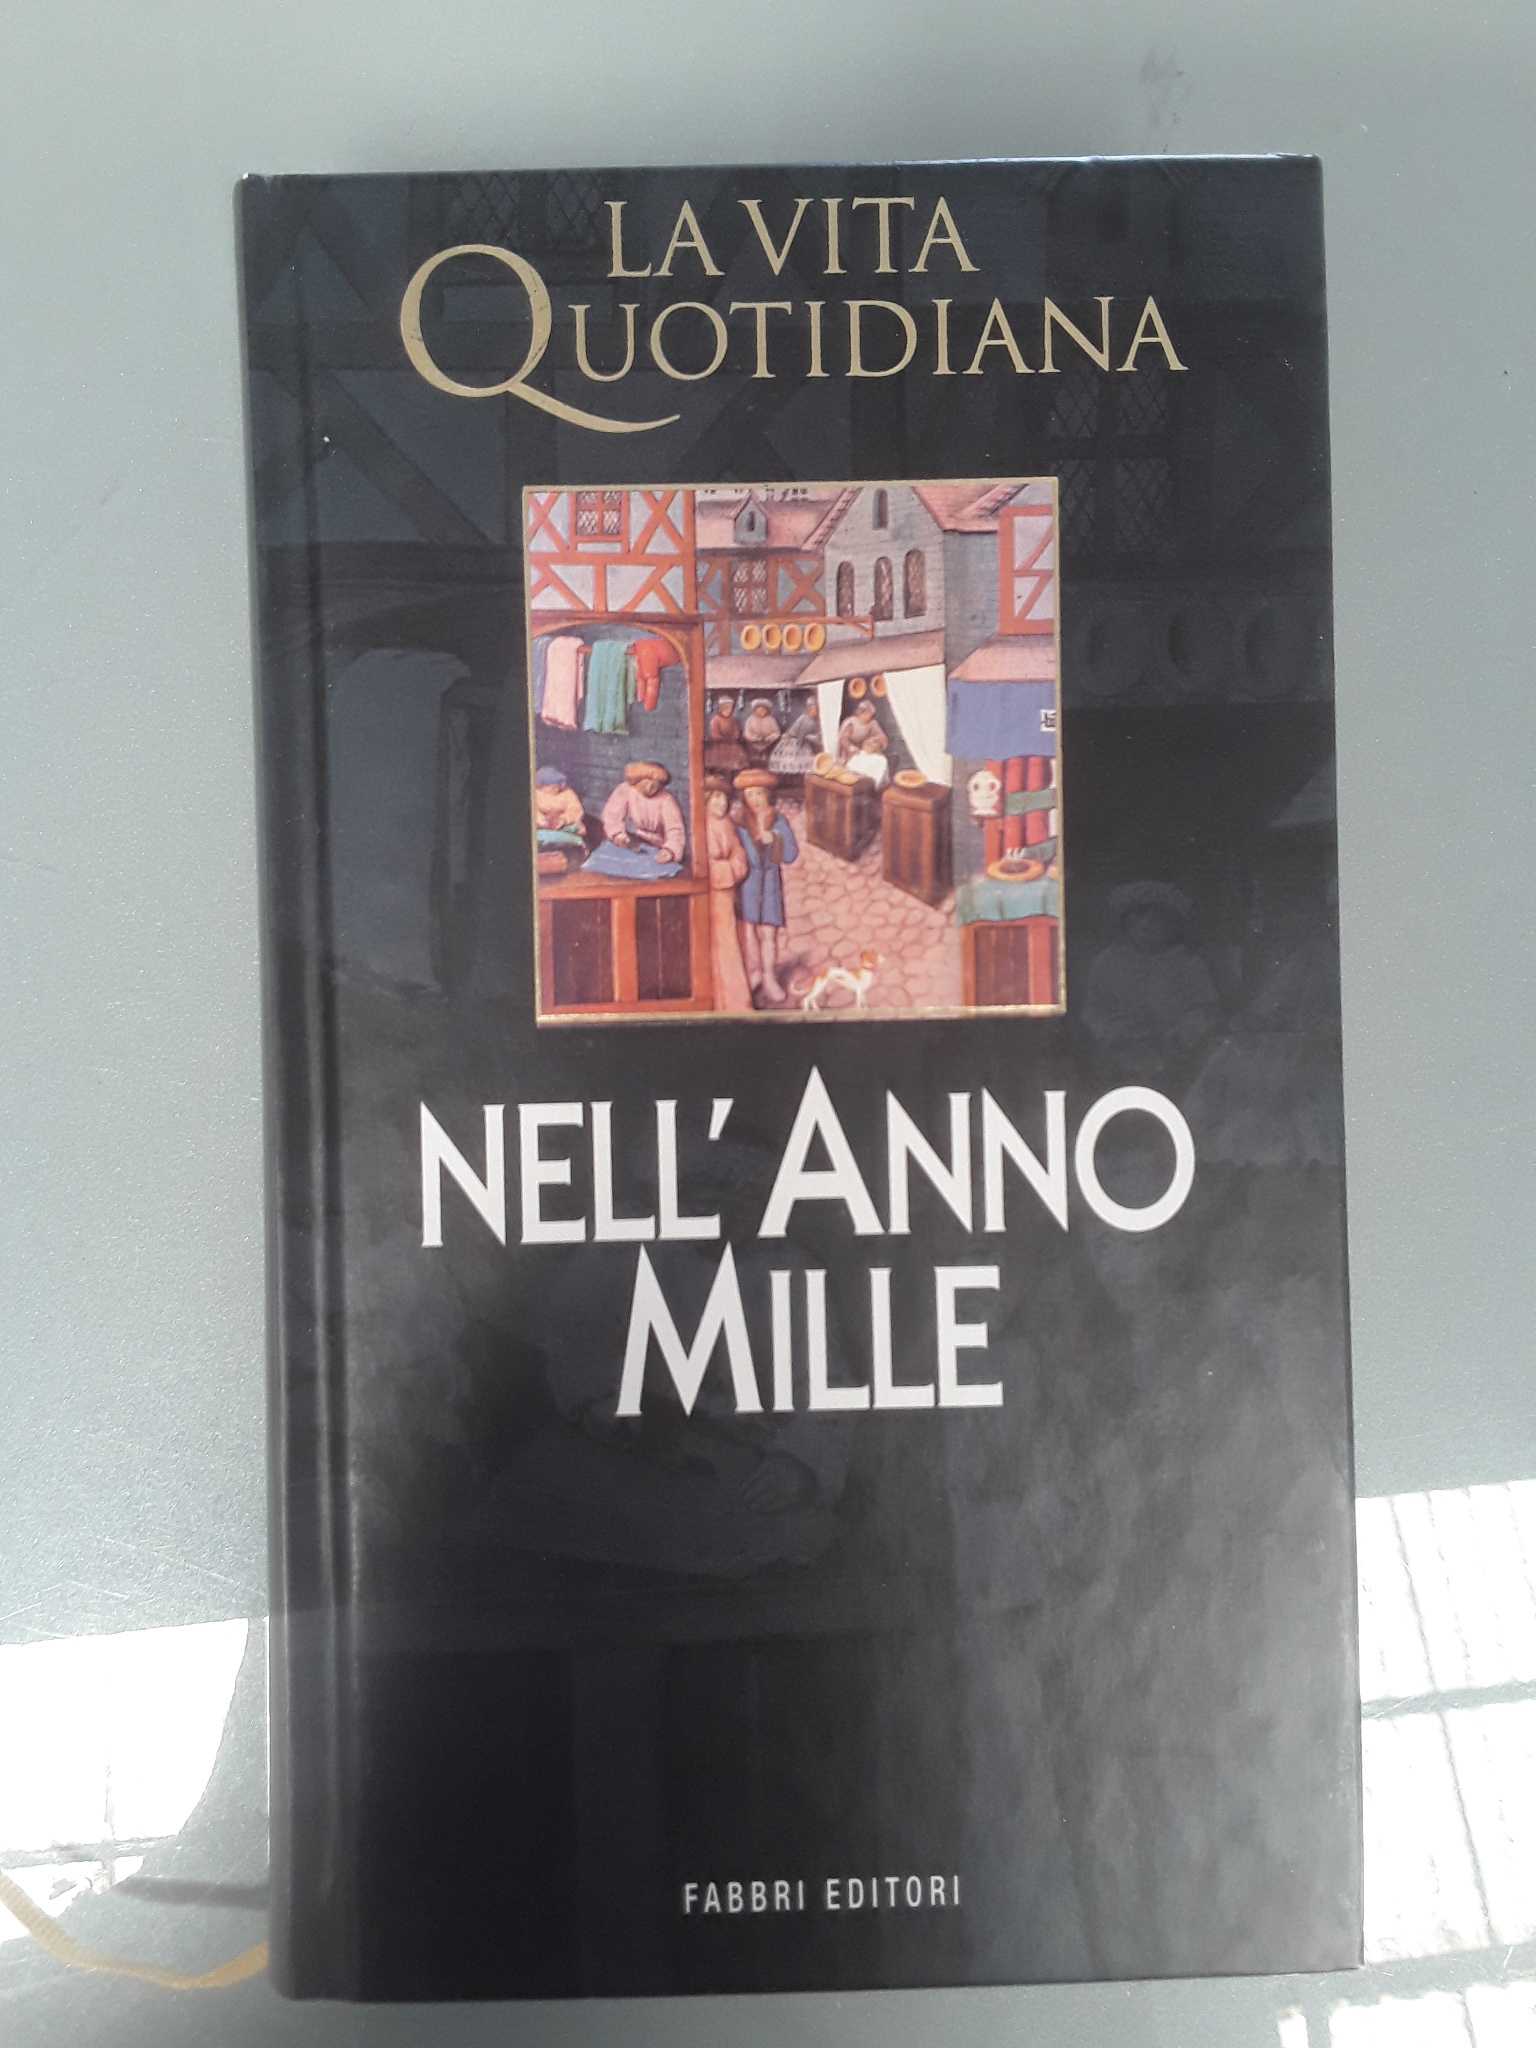 LA VITA
QUOTIDIANA
NELL'ANNO
MILLE
FABBRI EDITORI